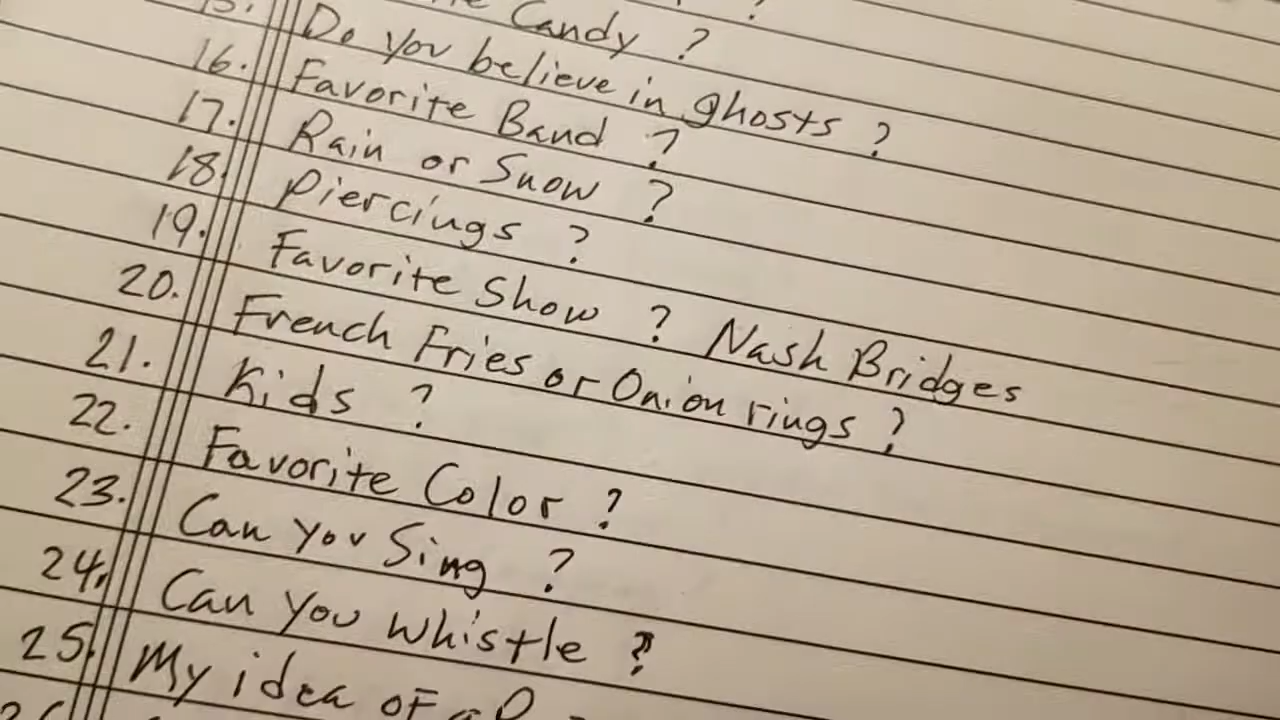 Candy ?
15. Do you believe in ghosts ?
16. Favorite Band ?
17. Rain or Snow ?
18. Piercings ?
19. Favorite Show ? Nash Bridges
20. French Fries or Onion rings ?
21. Kids ?
22. Favorite Color ?
23. Can you Sing ?
24. Can you whistle ?
25. My idea of a